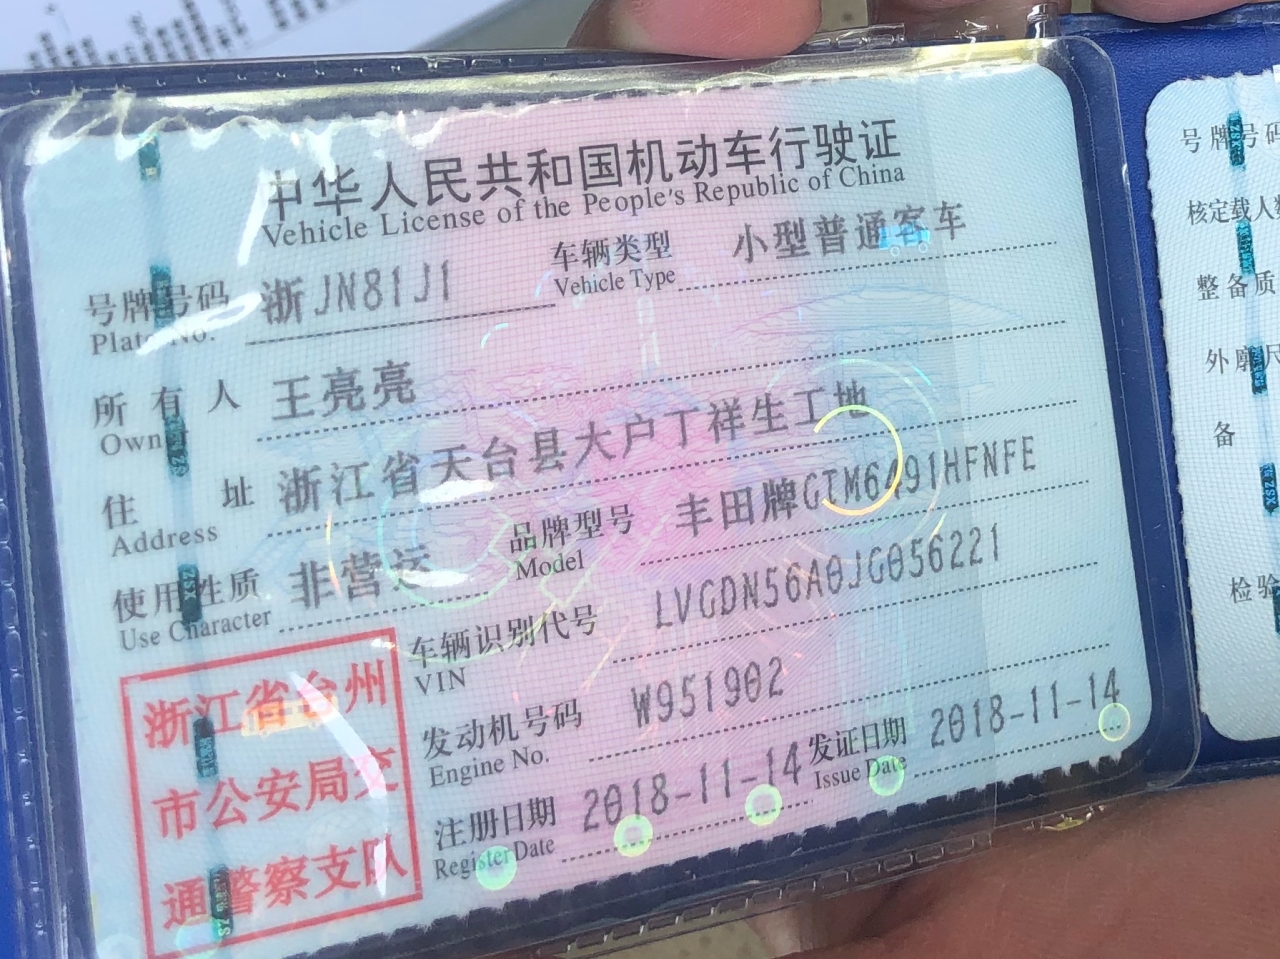 中华人民共和国机动车行驶证
Vehicle License of the People's Republic of China
号牌号码 浙JN81J1 车辆类型 小型普通客车
Plate No. Vehicle Type
所有人 王亮亮
Owner
住址 浙江省天台县大户丁祥生工地
Address
使用性质 非营运 品牌型号 丰田牌GTM6491HFNFE
Use Character Model
车辆识别代号 LVGDN56A0JG056221
VIN
发动机号码 W951902
Engine No.
注册日期 2018-11-14 发证日期 2018-11-14
Register Date Issue Date
浙江省台州
市公安局交
通警察支队
号牌号码
核定载人数
整备质
外廓尺
备
检验